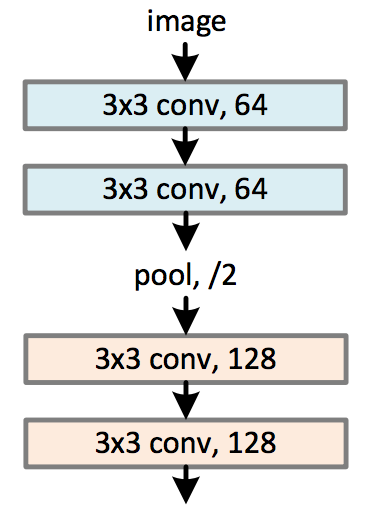 image
3x3 conv, 64
3x3 conv, 64
pool, /2
3x3 conv, 128
3x3 conv, 128